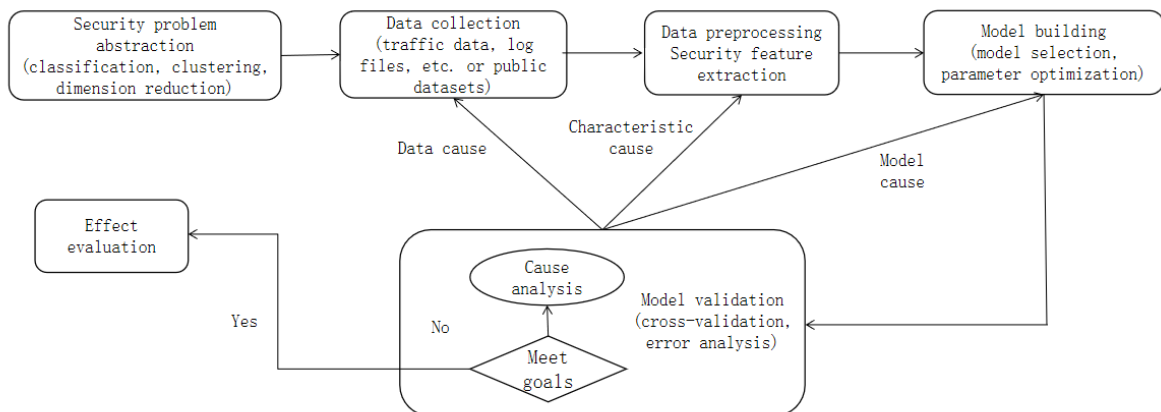 Security problem
abstraction
(classification, clustering,
dimension reduction)
Data collection
(traffic data, log
files, etc. or public
datasets)
Data preprocessing
Security feature
extraction
Model building
(model selection,
parameter optimization)
Data cause
Characteristic
cause
Model
cause
Effect
evaluation
Yes
No
Cause
analysis
Meet
goals
Model validation
(cross-validation,
error analysis)